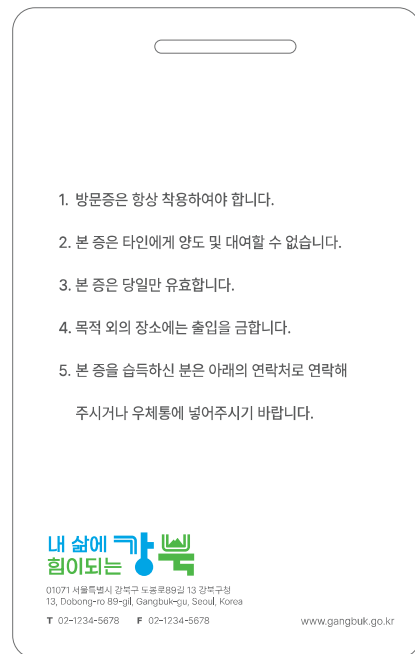 1. 방문증은 항상 착용하여야 합니다.
2. 본 증은 타인에게 양도 및 대여할 수 없습니다.
3. 본 증은 당일만 유효합니다.
4. 목적 외의 장소에는 출입을 금합니다.
5. 본 증을 습득하신 분은 아래의 연락처로 연락해
주시거나 우체통에 넣어주시기 바랍니다.
내 삶에
힘이되는 강북
01071 서울특별시 강북구 도봉로89길 13 강북구청
13, Dobong-ro 89-gil, Gangbuk-gu, Seoul, Korea
T 02-1234-5678 F 02-1234-5678 www.gangbuk.go.kr